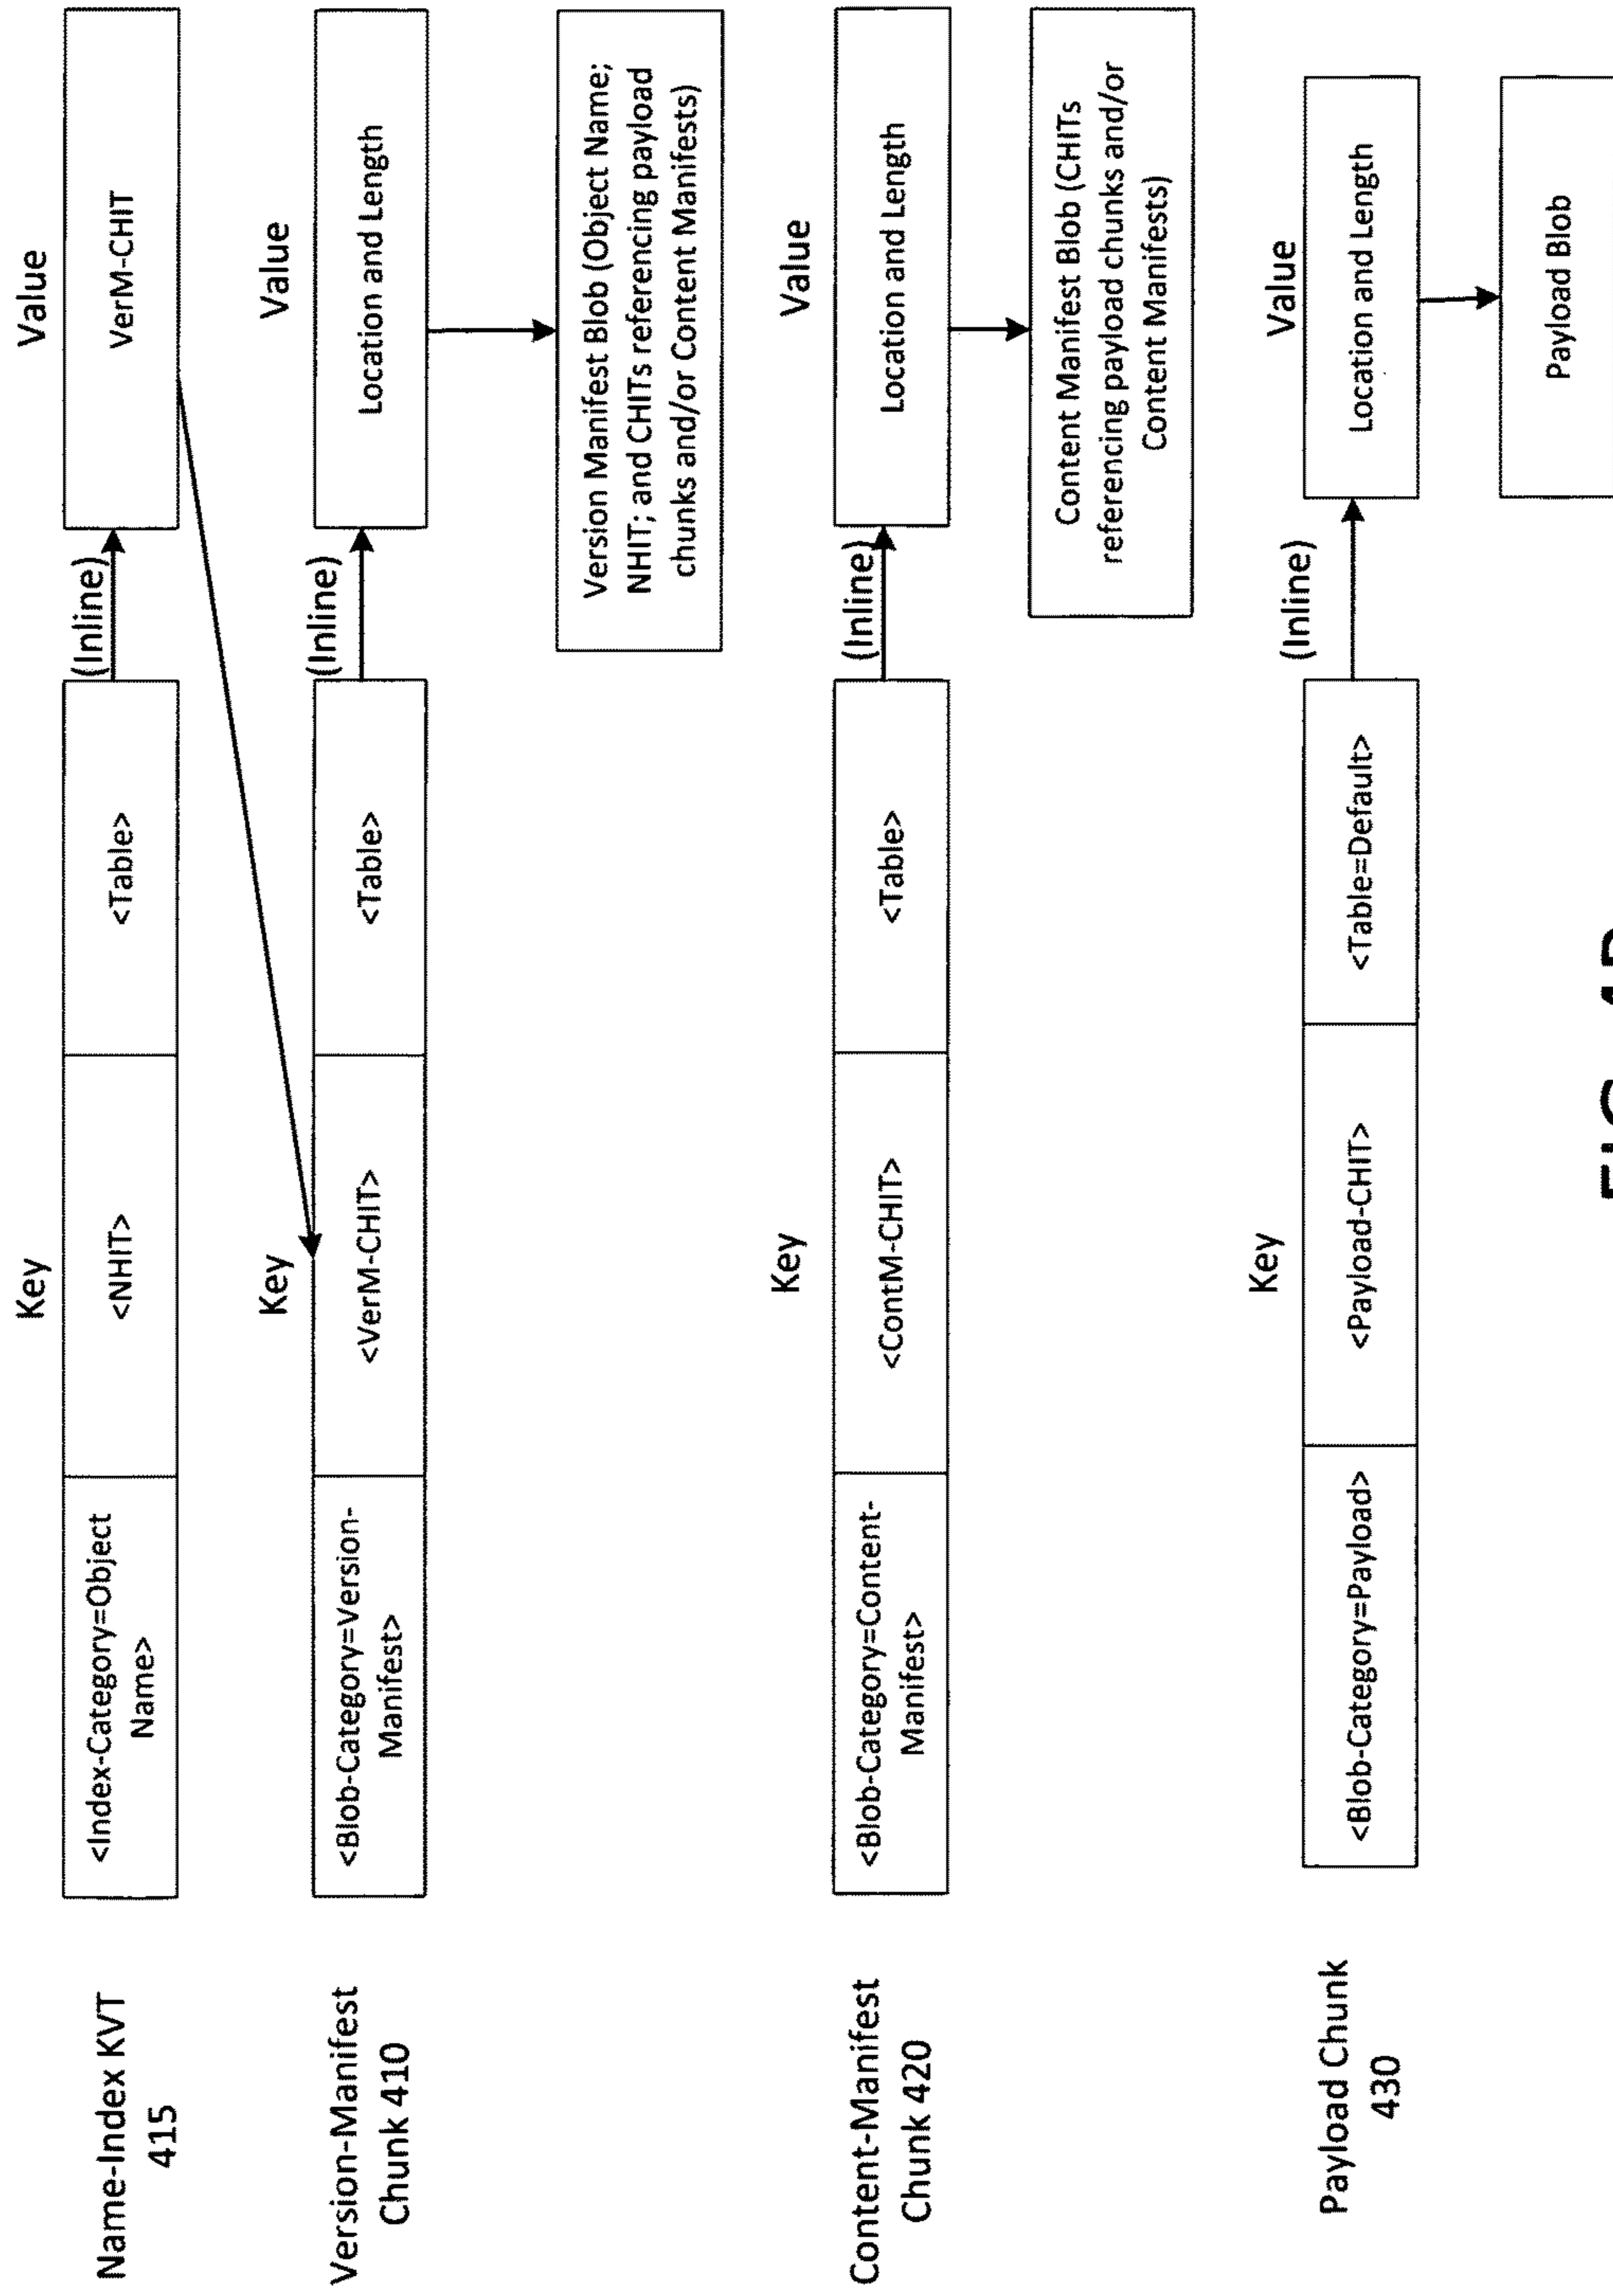 Key
Value
Name-Index KVT
415
<Index-Category=Object
Name>
<NHIT>
<Table>
(Inline)
VerM-CHIT
Key
Value
Version-Manifest
Chunk 410
<Blob-Category=Version-
Manifest>
<VerM-CHIT>
<Table>
(Inline)
Location and Length
Version Manifest Blob (Object Name;
NHIT; and CHITs referencing payload
chunks and/or Content Manifests)
Key
Value
Content-Manifest
Chunk 420
<Blob-Category=Content-
Manifest>
<ContM-CHIT>
<Table>
(Inline)
Location and Length
Content Manifest Blob (CHITs
referencing payload chunks and/or
Content Manifests)
Key
Value
Payload Chunk
430
<Blob-Category=Payload>
<Payload-CHIT>
<Table=Default>
(Inline)
Location and Length
Payload Blob
FIG.